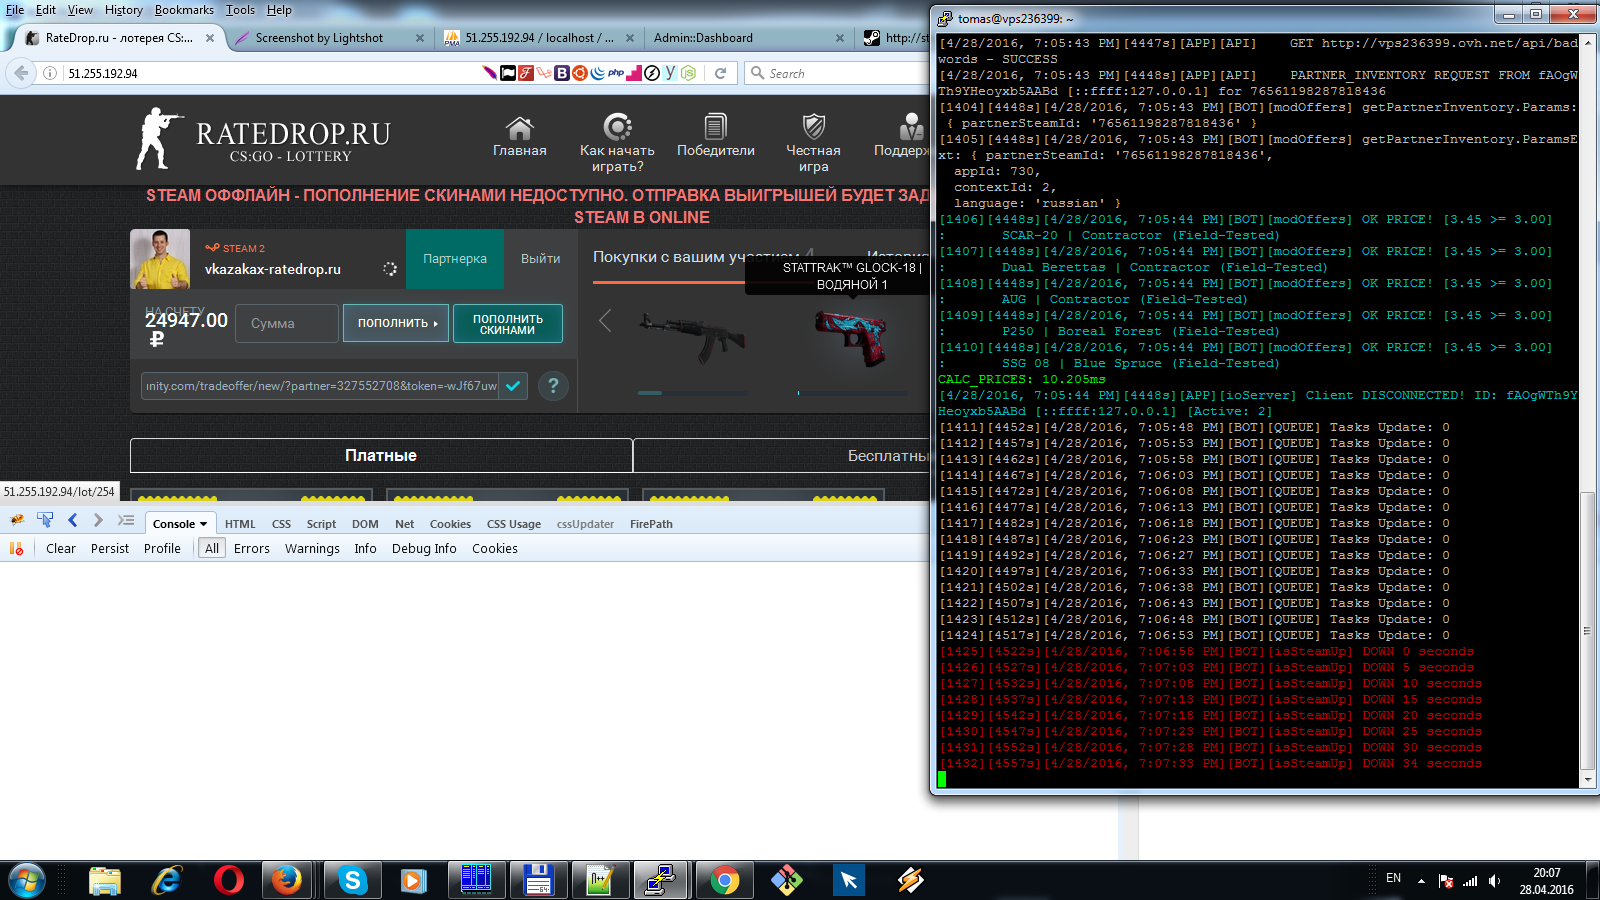 File Edit View History Bookmarks Tools Help
RateDrop.ru - лотерея CS:...
Screenshot by Lightshot
51.255.192.94 / localhost / ...
Admin::Dashboard
http://st
51.255.192.94
Search
RATEDROP.RU
CS:GO - LOTTERY
Главная
Как начать
играть?
Победители
Честная
игра
Поддерж
STEAM ОФФЛАЙН - ПОПОЛНЕНИЕ СКИНАМИ НЕДОСТУПНО. ОТПРАВКА ВЫИГРЫШЕЙ БУДЕТ ЗАД
STEAM В ONLINE
STEAM 2
vkazakax-ratedrop.ru
Партнерка
Выйти
НА СЧЕТУ
24947.00
₽
Сумма
ПОПОЛНИТЬ
ПОПОЛНИТЬ
СКИНАМИ
unity.com/tradeoffer/new/?partner=327552708&token=-wJf67uw
?
Покупки с вашим участием 4
История
STATTRAK™ GLOCK-18 |
ВОДЯНОЙ 1
Платные
Бесплатны
51.255.192.94/lot/254
Console HTML CSS Script DOM Net Cookies CSS Usage cssUpdater FirePath
Clear Persist Profile All Errors Warnings Info Debug Info Cookies
tomas@vps236399: ~
[4/28/2016, 7:05:43 PM][4447s][APP][API] GET http://vps236399.ovh.net/api/bad
words - SUCCESS
[4/28/2016, 7:05:43 PM][4448s][APP][API] PARTNER_INVENTORY REQUEST FROM fAOgW
Th9YHeoyxb5AABd [::ffff:127.0.0.1] for 76561198287818436
[1404][4448s][4/28/2016, 7:05:43 PM][BOT][modOffers] getPartnerInventory.Params:
{ partnerSteamId: '76561198287818436' }
[1405][4448s][4/28/2016, 7:05:43 PM][BOT][modOffers] getPartnerInventory.ParamsE
xt: { partnerSteamId: '76561198287818436',
appId: 730,
contextId: 2,
language: 'russian' }
[1406][4448s][4/28/2016, 7:05:44 PM][BOT][modOffers] OK PRICE! [3.45 >= 3.00]
: SCAR-20 | Contractor (Field-Tested)
[1407][4448s][4/28/2016, 7:05:44 PM][BOT][modOffers] OK PRICE! [3.45 >= 3.00]
: Dual Berettas | Contractor (Field-Tested)
[1408][4448s][4/28/2016, 7:05:44 PM][BOT][modOffers] OK PRICE! [3.45 >= 3.00]
: AUG | Contractor (Field-Tested)
[1409][4448s][4/28/2016, 7:05:44 PM][BOT][modOffers] OK PRICE! [3.45 >= 3.00]
: P250 | Boreal Forest (Field-Tested)
[1410][4448s][4/28/2016, 7:05:44 PM][BOT][modOffers] OK PRICE! [3.45 >= 3.00]
: SSG 08 | Blue Spruce (Field-Tested)
CALC_PRICES: 10.205ms
[4/28/2016, 7:05:44 PM][4448s][APP][ioServer] Client DISCONNECTED! ID: fAOgWTh9Y
Heoyxb5AABd [::ffff:127.0.0.1] [Active: 2]
[1411][4452s][4/28/2016, 7:05:48 PM][BOT][QUEUE] Tasks Update: 0
[1412][4457s][4/28/2016, 7:05:53 PM][BOT][QUEUE] Tasks Update: 0
[1413][4462s][4/28/2016, 7:05:58 PM][BOT][QUEUE] Tasks Update: 0
[1414][4467s][4/28/2016, 7:06:03 PM][BOT][QUEUE] Tasks Update: 0
[1415][4472s][4/28/2016, 7:06:08 PM][BOT][QUEUE] Tasks Update: 0
[1416][4477s][4/28/2016, 7:06:13 PM][BOT][QUEUE] Tasks Update: 0
[1417][4482s][4/28/2016, 7:06:18 PM][BOT][QUEUE] Tasks Update: 0
[1418][4487s][4/28/2016, 7:06:23 PM][BOT][QUEUE] Tasks Update: 0
[1419][4492s][4/28/2016, 7:06:27 PM][BOT][QUEUE] Tasks Update: 0
[1420][4497s][4/28/2016, 7:06:33 PM][BOT][QUEUE] Tasks Update: 0
[1421][4502s][4/28/2016, 7:06:38 PM][BOT][QUEUE] Tasks Update: 0
[1422][4507s][4/28/2016, 7:06:43 PM][BOT][QUEUE] Tasks Update: 0
[1423][4512s][4/28/2016, 7:06:48 PM][BOT][QUEUE] Tasks Update: 0
[1424][4517s][4/28/2016, 7:06:53 PM][BOT][QUEUE] Tasks Update: 0
[1425][4522s][4/28/2016, 7:06:58 PM][BOT][isSteamUp] DOWN 0 seconds
[1426][4527s][4/28/2016, 7:07:03 PM][BOT][isSteamUp] DOWN 5 seconds
[1427][4532s][4/28/2016, 7:07:08 PM][BOT][isSteamUp] DOWN 10 seconds
[1428][4537s][4/28/2016, 7:07:13 PM][BOT][isSteamUp] DOWN 15 seconds
[1429][4542s][4/28/2016, 7:07:18 PM][BOT][isSteamUp] DOWN 20 seconds
[1430][4547s][4/28/2016, 7:07:23 PM][BOT][isSteamUp] DOWN 25 seconds
[1431][4552s][4/28/2016, 7:07:28 PM][BOT][isSteamUp] DOWN 30 seconds
[1432][4557s][4/28/2016, 7:07:33 PM][BOT][isSteamUp] DOWN 34 seconds
EN
20:07
28.04.2016